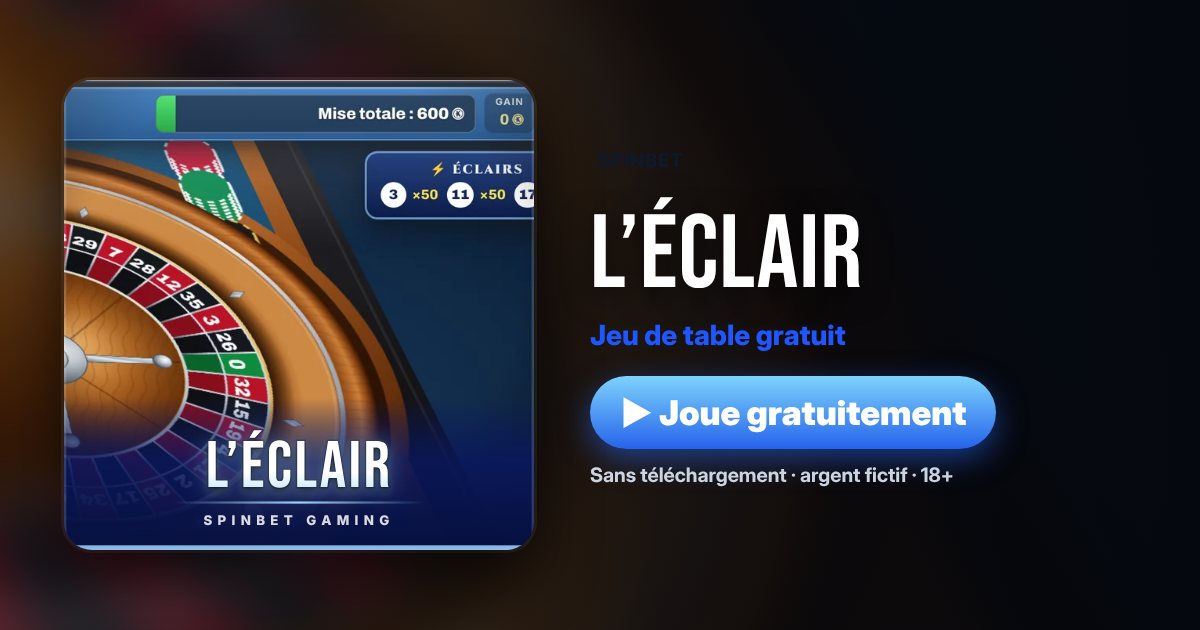 Mise totale : 600
GAIN
0
⚡ ÉCLAIRS
3 ×50 11 ×50 17
29 7 28 12 35 3 26 0 32 15 19
L’ÉCLAIR
SPINBET GAMING
SPINBET
L’ÉCLAIR
Jeu de table gratuit
▶ Joue gratuitement
Sans téléchargement · argent fictif · 18+